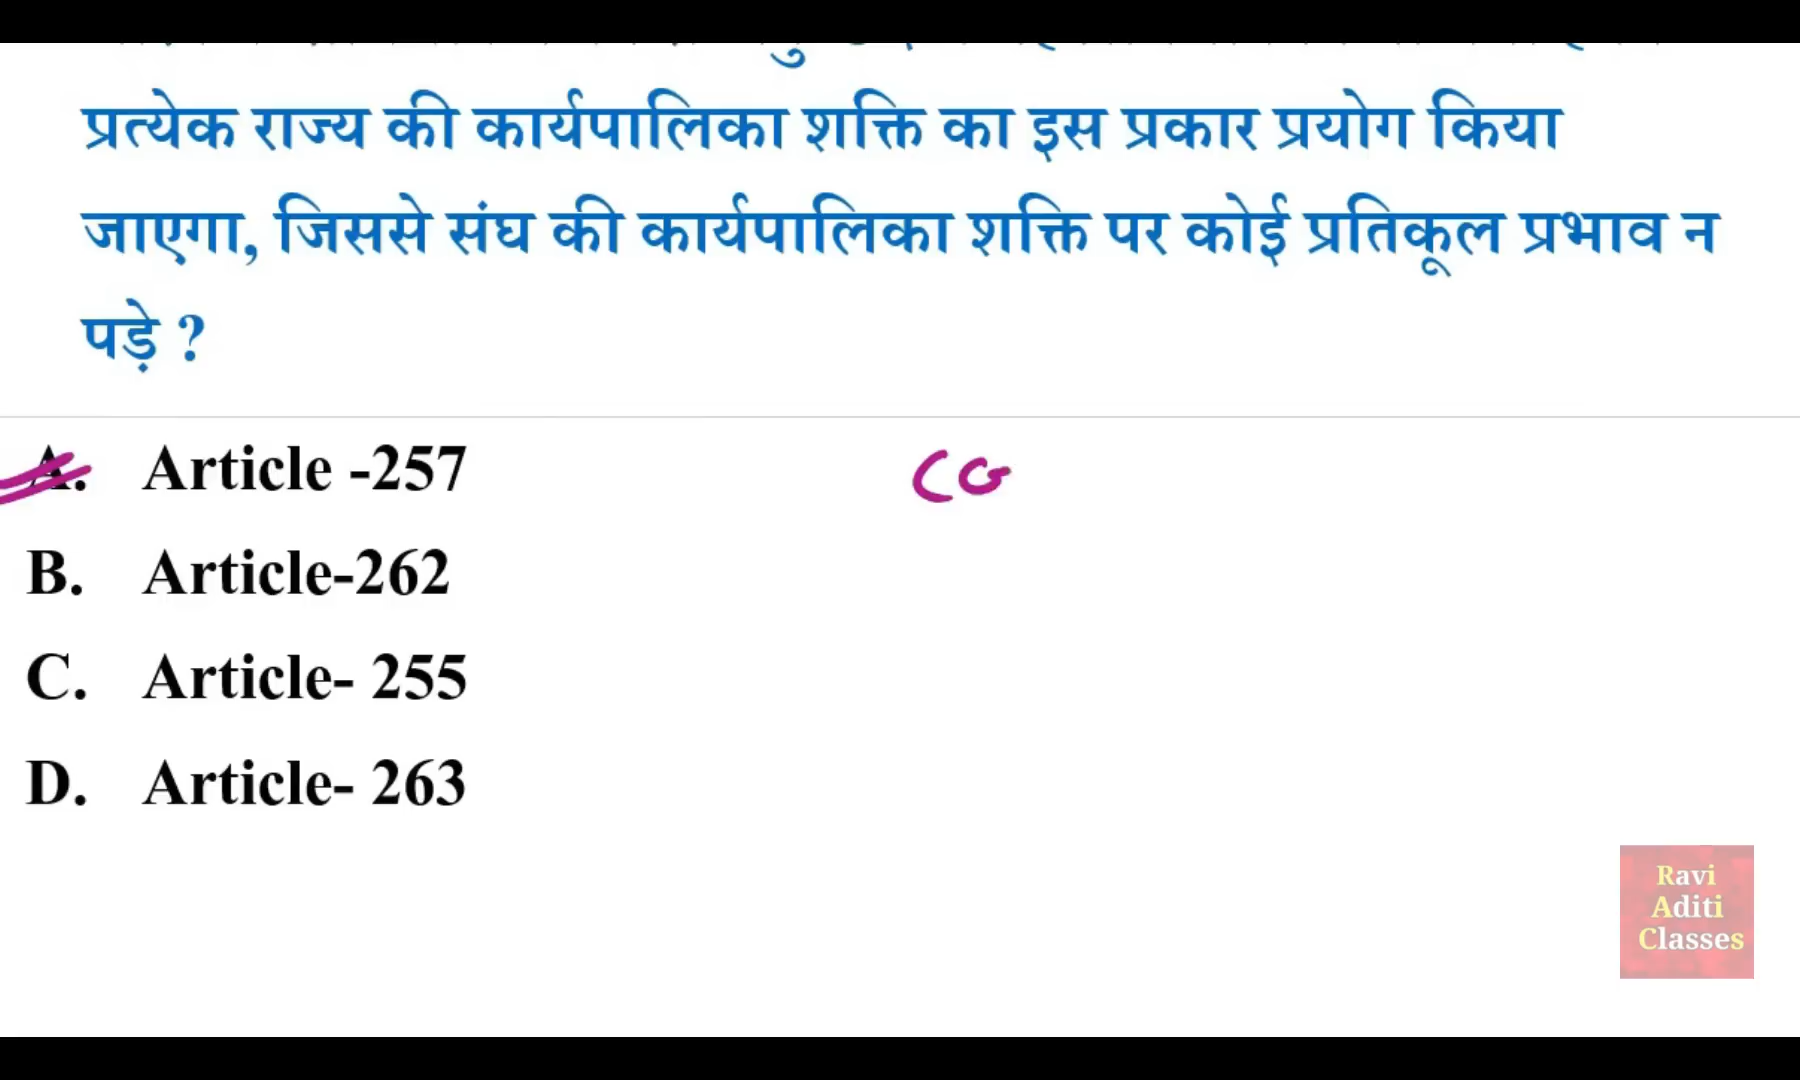 प्रत्येक राज्य की कार्यपालिका शक्ति का इस प्रकार प्रयोग किया
जाएगा, जिससे संघ की कार्यपालिका शक्ति पर कोई प्रतिकूल प्रभाव न
पड़े ?
A. Article -257
CG
B. Article-262
C. Article- 255
D. Article- 263
Ravi
Aditi
Classes